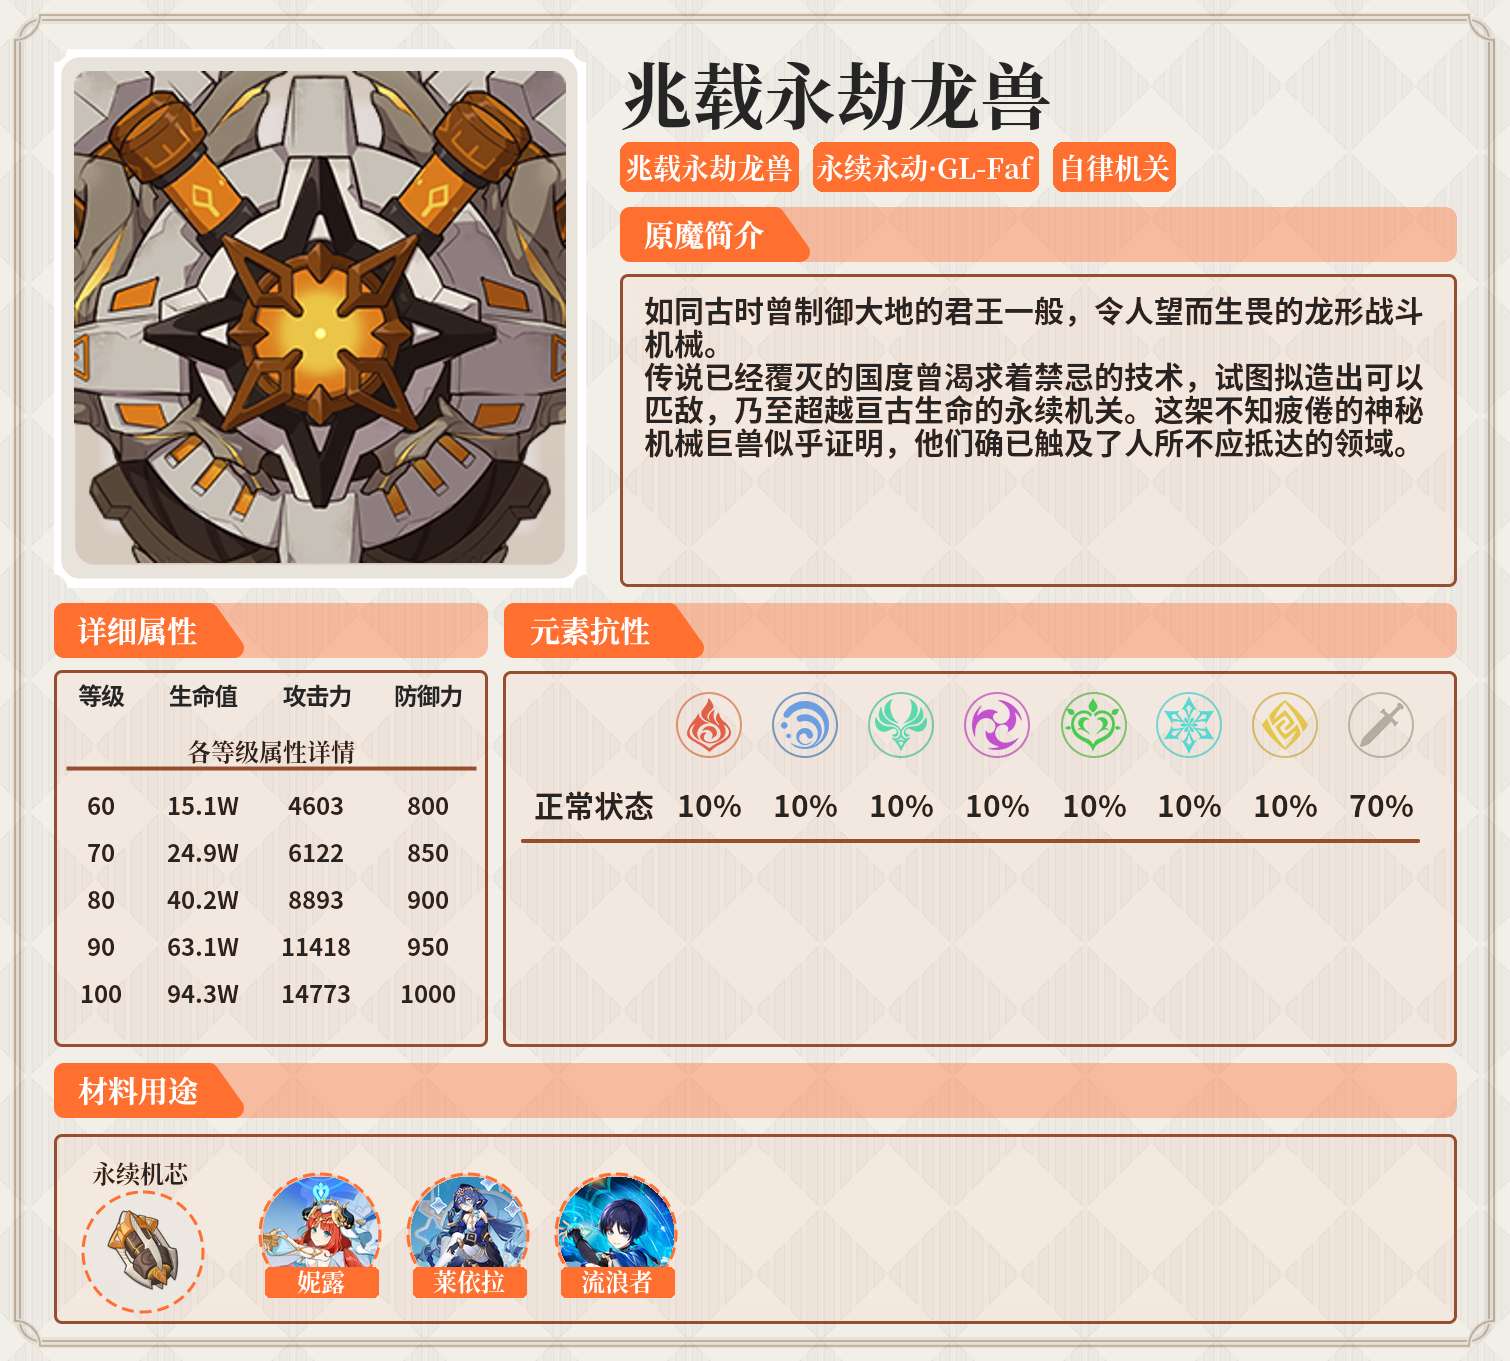 兆载永劫龙兽
兆载永劫龙兽 永续永动·GL-Faf 自律机关
原魔简介
如同古时曾制御大地的君王一般，令人望而生畏的龙形战斗
机械。
传说已经覆灭的国度曾渴求着禁忌的技术，试图拟造出可以
匹敌，乃至超越亘古生命的永续机关。这架不知疲倦的神秘
机械巨兽似乎证明，他们确已触及了人所不应抵达的领域。
详细属性
等级 生命值 攻击力 防御力
各等级属性详情
60 15.1W 4603 800
70 24.9W 6122 850
80 40.2W 8893 900
90 63.1W 11418 950
100 94.3W 14773 1000
元素抗性
正常状态 10% 10% 10% 10% 10% 10% 10% 70%
材料用途
永续机芯
妮露 莱依拉 流浪者